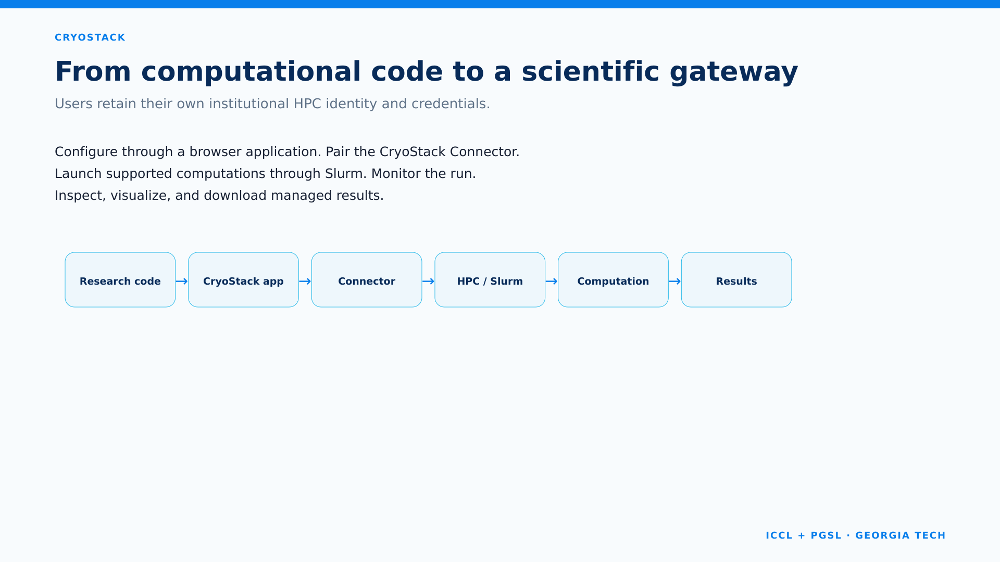 CRYOSTACK
From computational code to a scientific gateway
Users retain their own institutional HPC identity and credentials.
Configure through a browser application. Pair the CryoStack Connector.
Launch supported computations through Slurm. Monitor the run.
Inspect, visualize, and download managed results.
Research code → CryoStack app → Connector → HPC / Slurm → Computation → Results
ICCL + PGSL · GEORGIA TECH